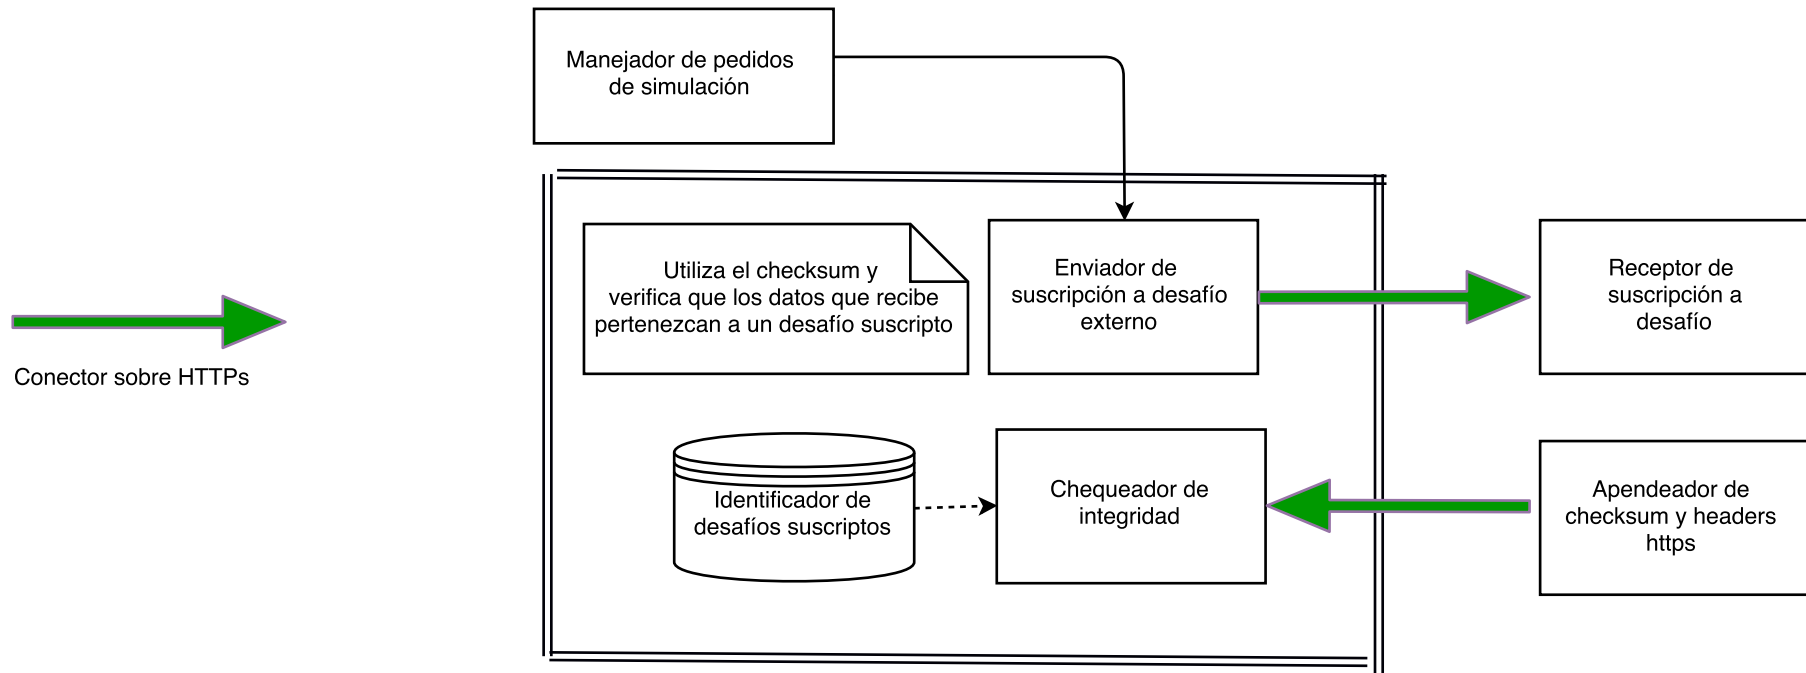 Manejador de pedidos
de simulación
Utiliza el checksum y
verifica que los datos que recibe
pertenezcan a un desafío suscripto
Enviador de
suscripción a desafío
externo
Receptor de
suscripción a
desafío
Conector sobre HTTPs
Identificador de
desafíos suscriptos
Chequeador de
integridad
Apendeador de
checksum y headers
https